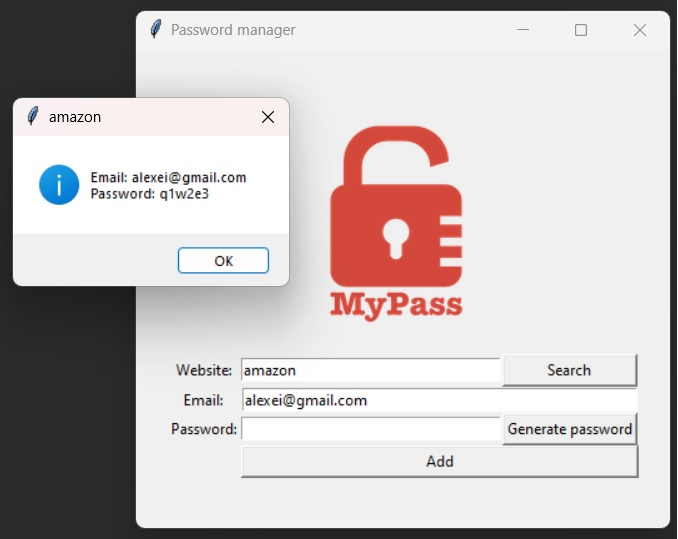 Password manager
amazon
Email: alexei@gmail.com
Password: q1w2e3
OK
MyPass
Website: amazon Search
Email: alexei@gmail.com
Password: Generate password
Add